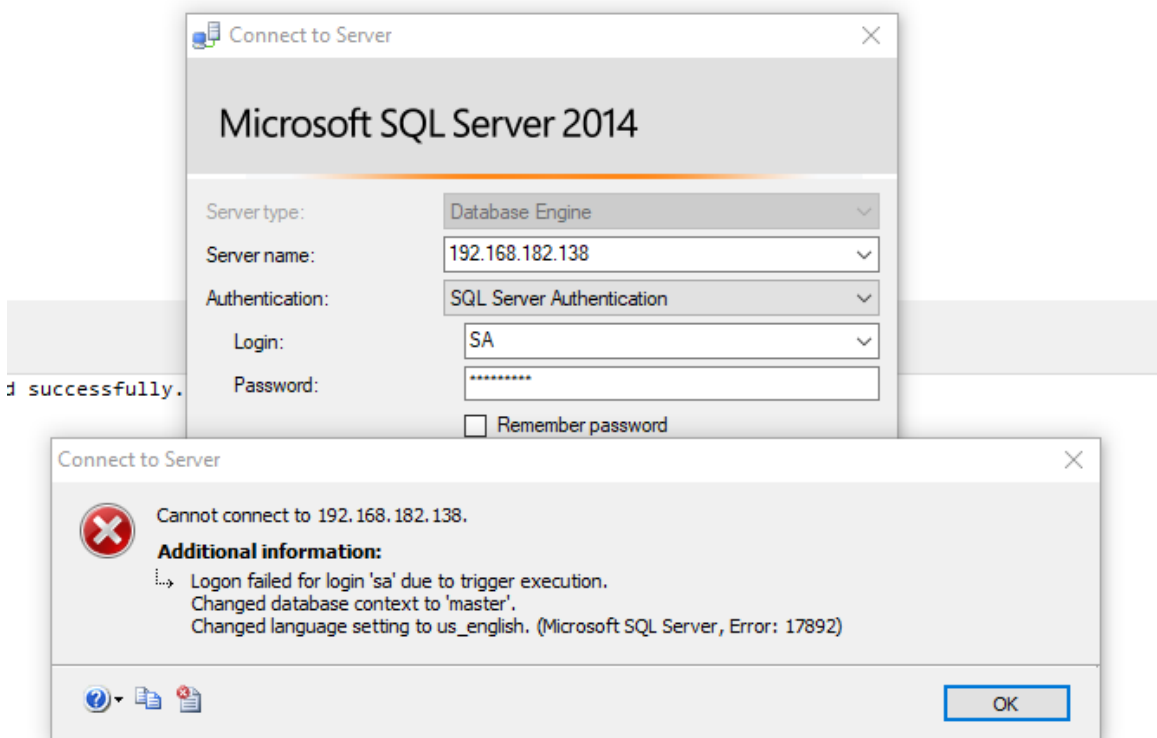 Connect to Server
Microsoft SQL Server 2014
Server type: Database Engine
Server name: 192.168.182.138
Authentication: SQL Server Authentication
Login: SA
d successfully.
Password: *********
Remember password
Connect to Server
Cannot connect to 192.168.182.138.
Additional information:
Logon failed for login 'sa' due to trigger execution.
Changed database context to 'master'.
Changed language setting to us_english. (Microsoft SQL Server, Error: 17892)
OK